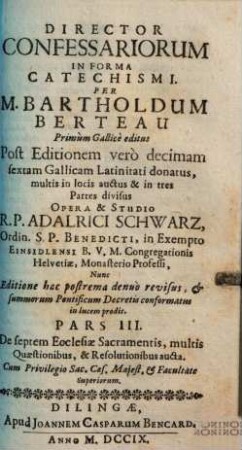 DIRECTOR
CONFESSARIORUM
IN FORMA
CATECHISMI.
PER
M. BARTHOLDUM
BERTEAU
Primùm Gallicè editus
Post Editionem verò decimam
sextam Gallicam Latinitati donatus,
multis in locis auctus & in tres
Partes divisus
OPERA & STUDIO
R. P. ADALRICI SCHWARZ,
Ordin. S. P. BENEDICTI, in Exempto
EINSIDLENSI B. V. M. Congregationis
Helvetiæ, Monasterio Professi,
Nunc
Editione hac postrema denuò revisus, &
summorum Pontificum Decretis conformatus
in lucem prodit.
PARS III.
De septem Ecclesiæ Sacramentis, multis
Quæstionibus, & Resolutionibus aucta.
Cum Privilegio Sac. Cæs. Majest. & Facultate
Superiorum.
DILINGÆ,
Apud JOANNEM CASPARUM BENCARD,
ANNO M. DCCIX.